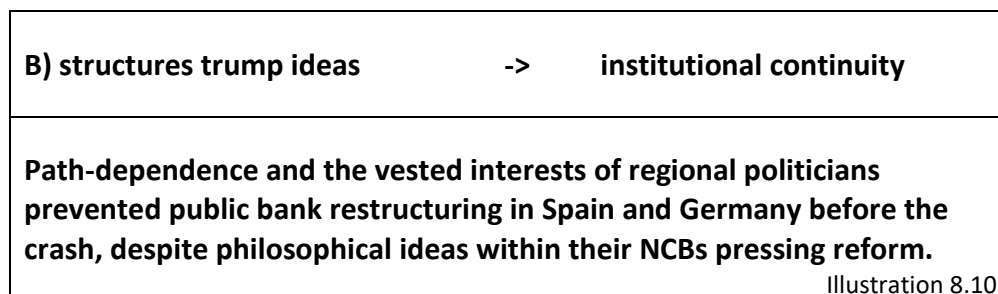 B) structures trump ideas -> institutional continuity
Path-dependence and the vested interests of regional politicians
prevented public bank restructuring in Spain and Germany before the
crash, despite philosophical ideas within their NCBs pressing reform.
Illustration 8.10